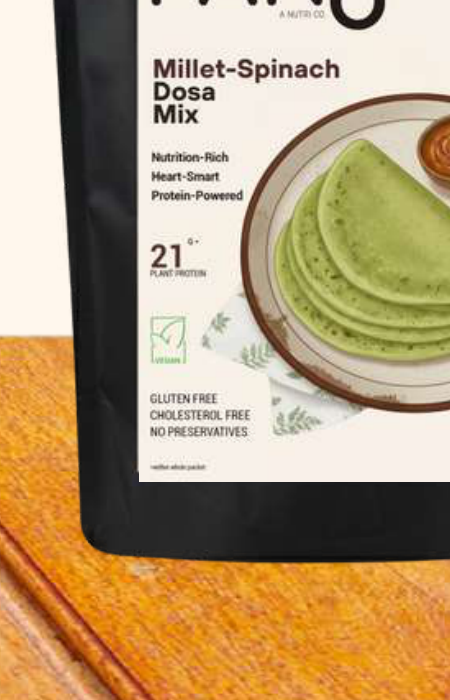 A NUTRI CO.
Millet-Spinach
Dosa
Mix
Nutrition-Rich
Heart-Smart
Protein-Powered
21 G*
PLANT PROTEIN
VEGAN
GLUTEN FREE
CHOLESTEROL FREE
NO PRESERVATIVES